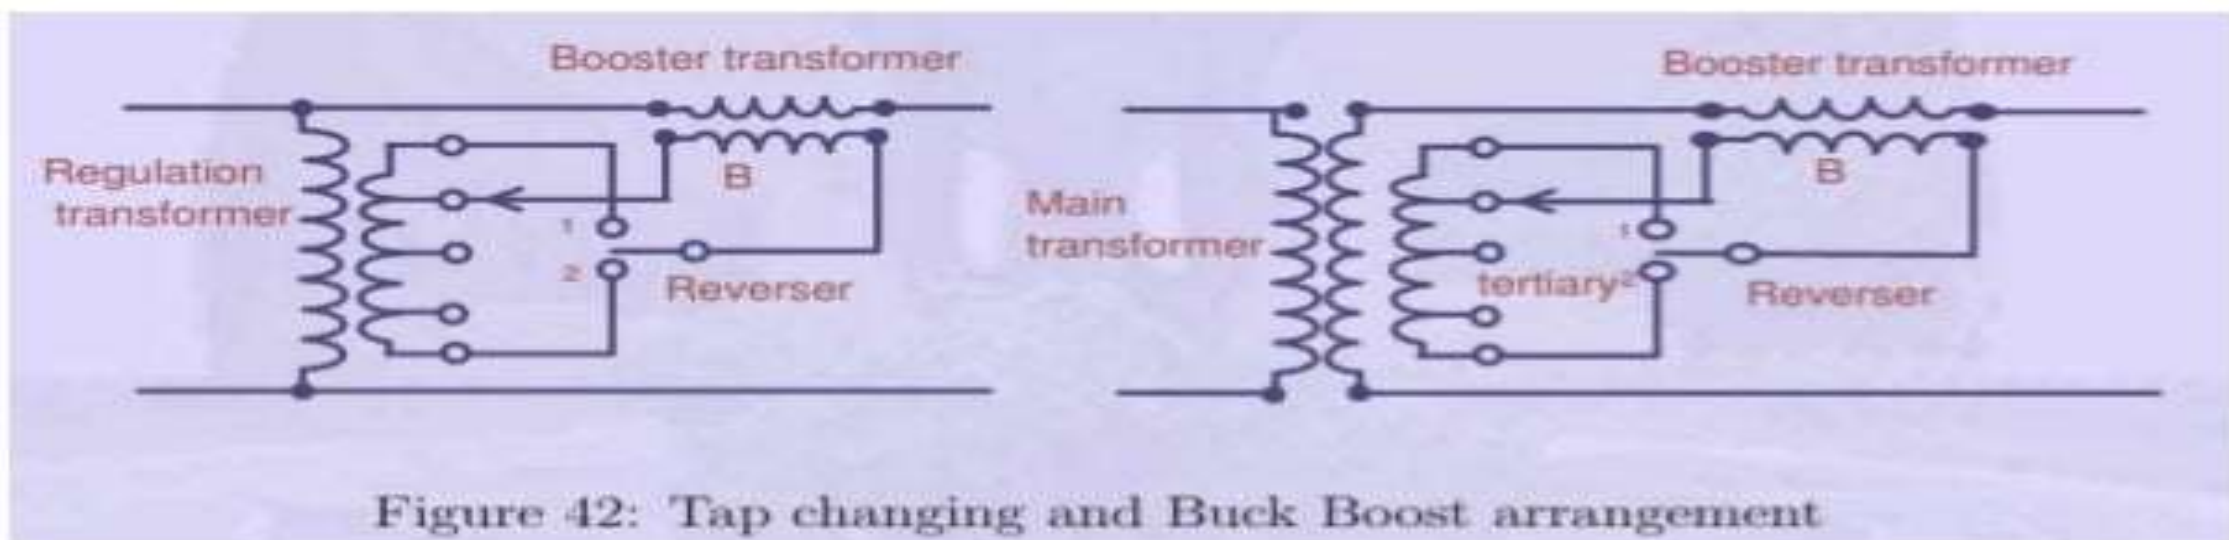 Booster transformer
Regulation
transformer
B
1
2
Reverser
Booster transformer
Main
transformer
B
1
tertiary
2
Reverser
Figure 42: Tap changing and Buck Boost arrangement